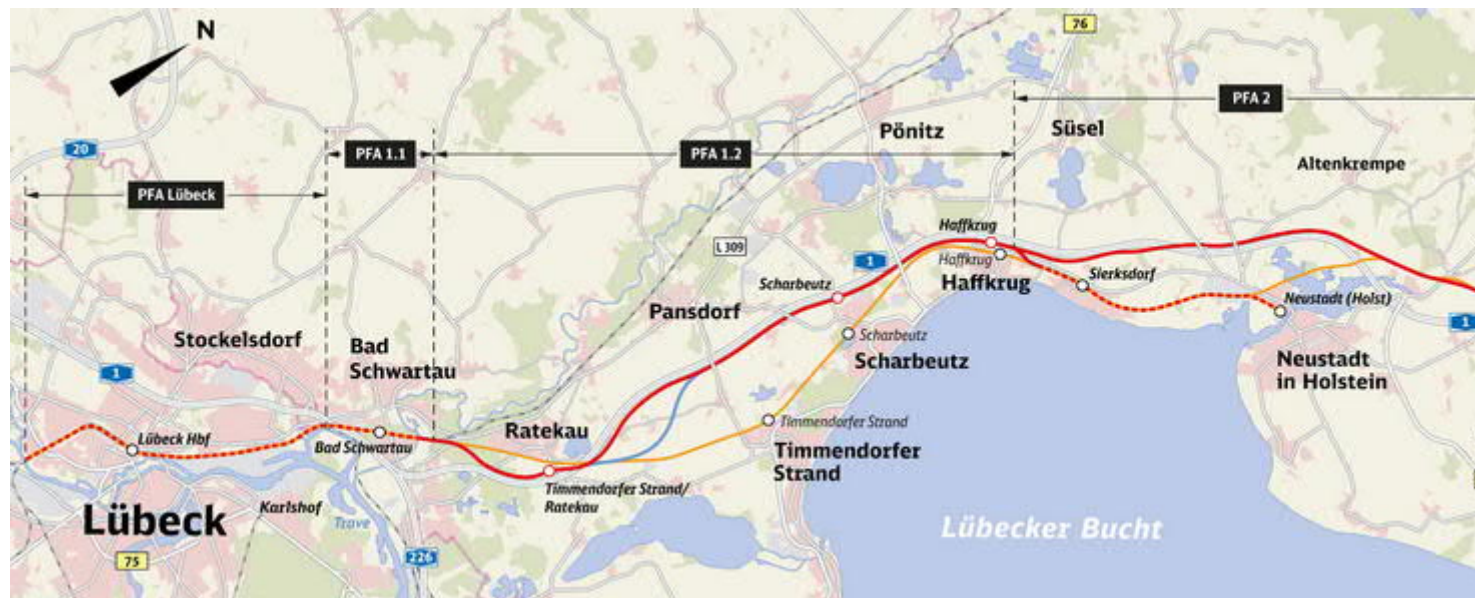 N
76
PFA 2
PFA 1.1
PFA 1.2
Pönitz
Süsel
20
Altenkrempe
PFA Lübeck
L 309
Haffkrug
1
Haffkrug
Haffkrug
Sierksdorf
Scharbeutz
Neustadt (Holst)
Pansdorf
1
Stockelsdorf
Bad
Schwartau
Scharbeutz
Scharbeutz
Neustadt
in Holstein
1
Timmendorfer Strand
Ratekau
Lübeck Hbf
Bad Schwartau
Timmendorfer
Strand
Timmendorfer Strand/
Ratekau
Karlshof
Lübeck
Trave
Lübecker Bucht
75
226